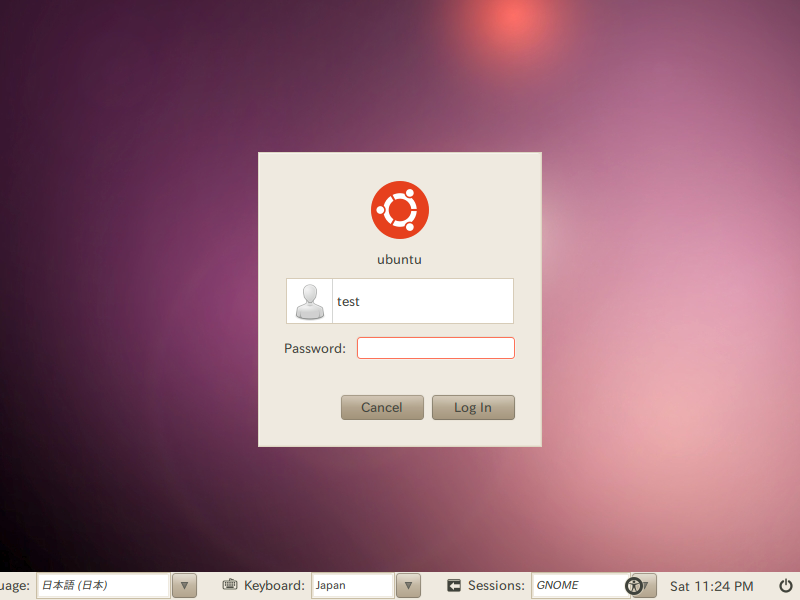 ubuntu
test
Password:
Cancel Log In
uage: 日本語 (日本) Keyboard: Japan Sessions: GNOME Sat 11:24 PM